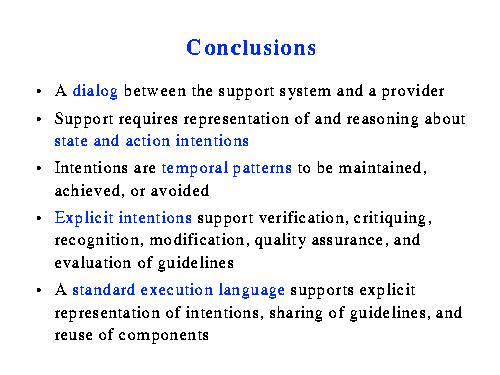 Conclusions
• A dialog between the support system and a provider
• Support requires representation of and reasoning about
state and action intentions
• Intentions are temporal patterns to be maintained,
achieved, or avoided
• Explicit intentions support verification, critiquing,
recognition, modification, quality assurance, and
evaluation of guidelines
• A standard execution language supports explicit
representation of intentions, sharing of guidelines, and
reuse of components